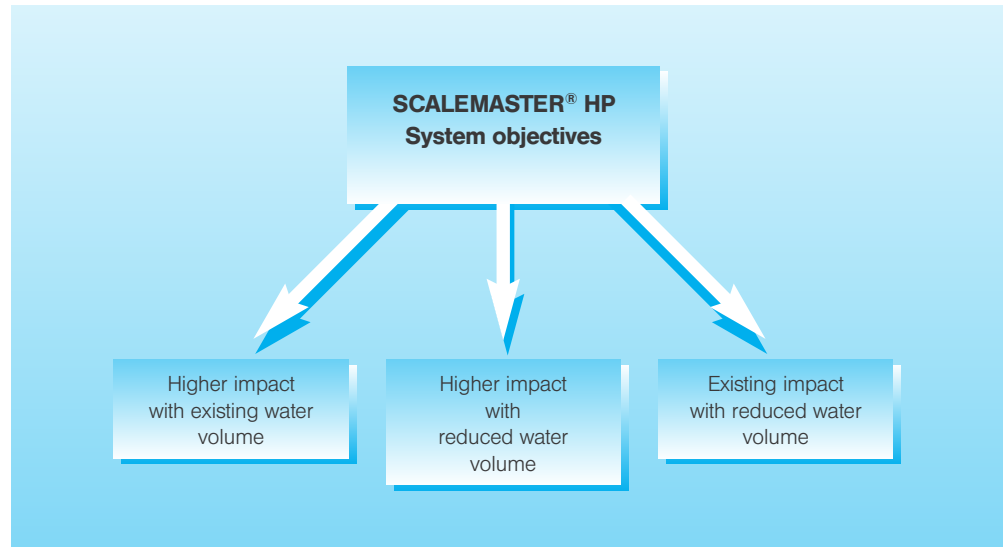 SCALEMASTER® HP
System objectives
Higher impact
with existing water
volume
Higher impact
with
reduced water
volume
Existing impact
with reduced water
volume